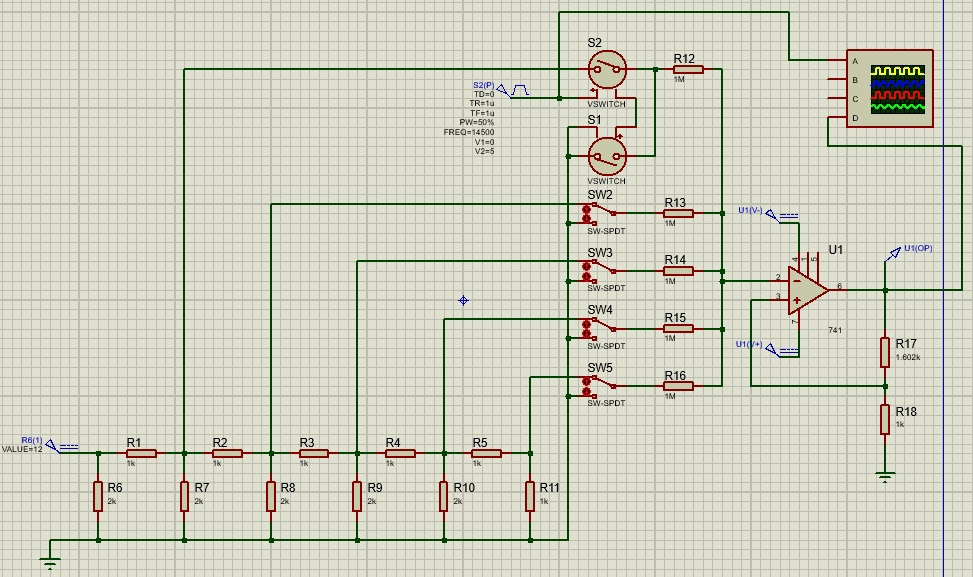 S2
R12
1M
A
B
C
D
S2(P)
TD=0
TR=1u
TF=1u
PW=50%
FREQ=14500
V1=0
V2=5
VSWITCH
S1
VSWITCH
SW2
R13
1M
SW-SPDT
U1(V-)
SW3
R14
1M
SW-SPDT
U1
U1(OP)
4
1
5
2
3
6
7
741
SW4
R15
1M
SW-SPDT
U1(V+)
R17
1.602k
SW5
R16
1M
SW-SPDT
R18
1k
R6(1)
VALUE=12
R1
1k
R2
1k
R3
1k
R4
1k
R5
1k
R6
2k
R7
2k
R8
2k
R9
2k
R10
2k
R11
1k